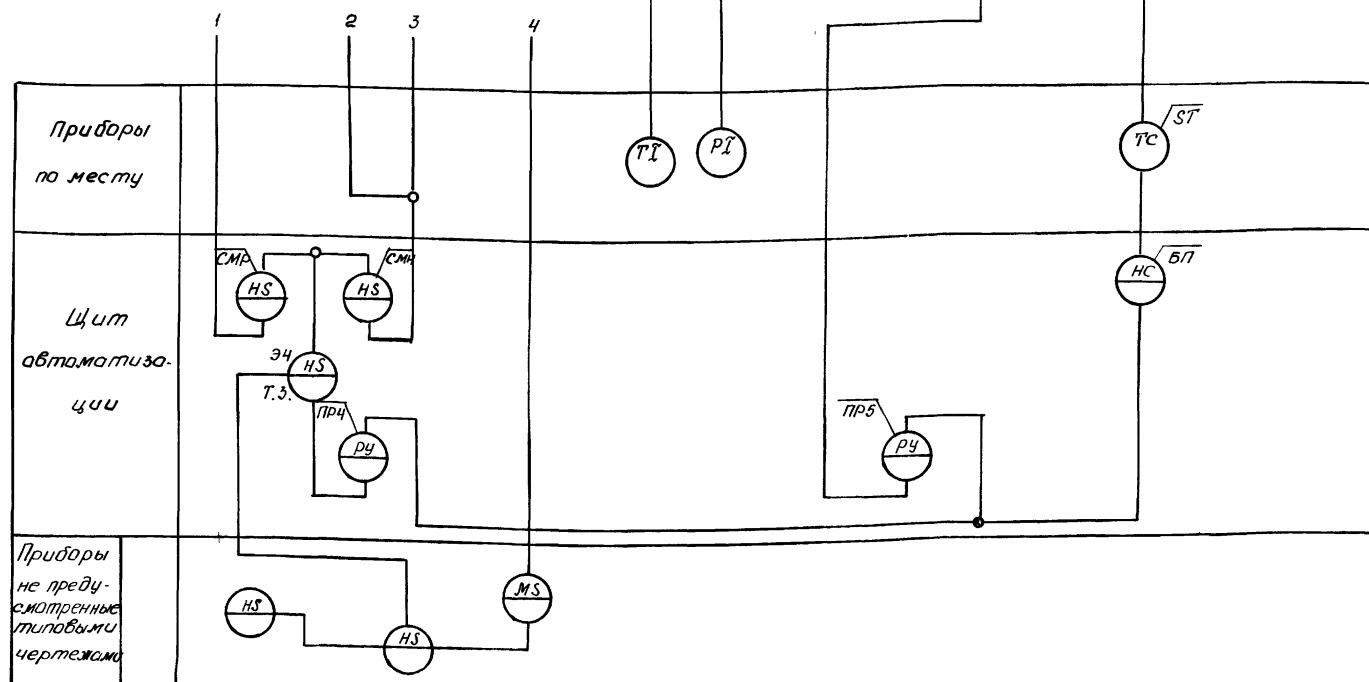 1
2
3
4
Приборы
по месту
TI
PI
TC
ST
Щит
автоматиза-
ции
СМР
HS
СМН
HS
ЭЧ
HS
Т.З.
ПР4
РУ
ПР5
РУ
НС
БП
Приборы
не преду-
смотренные
типовыми
чертежами
HS
HS
MS